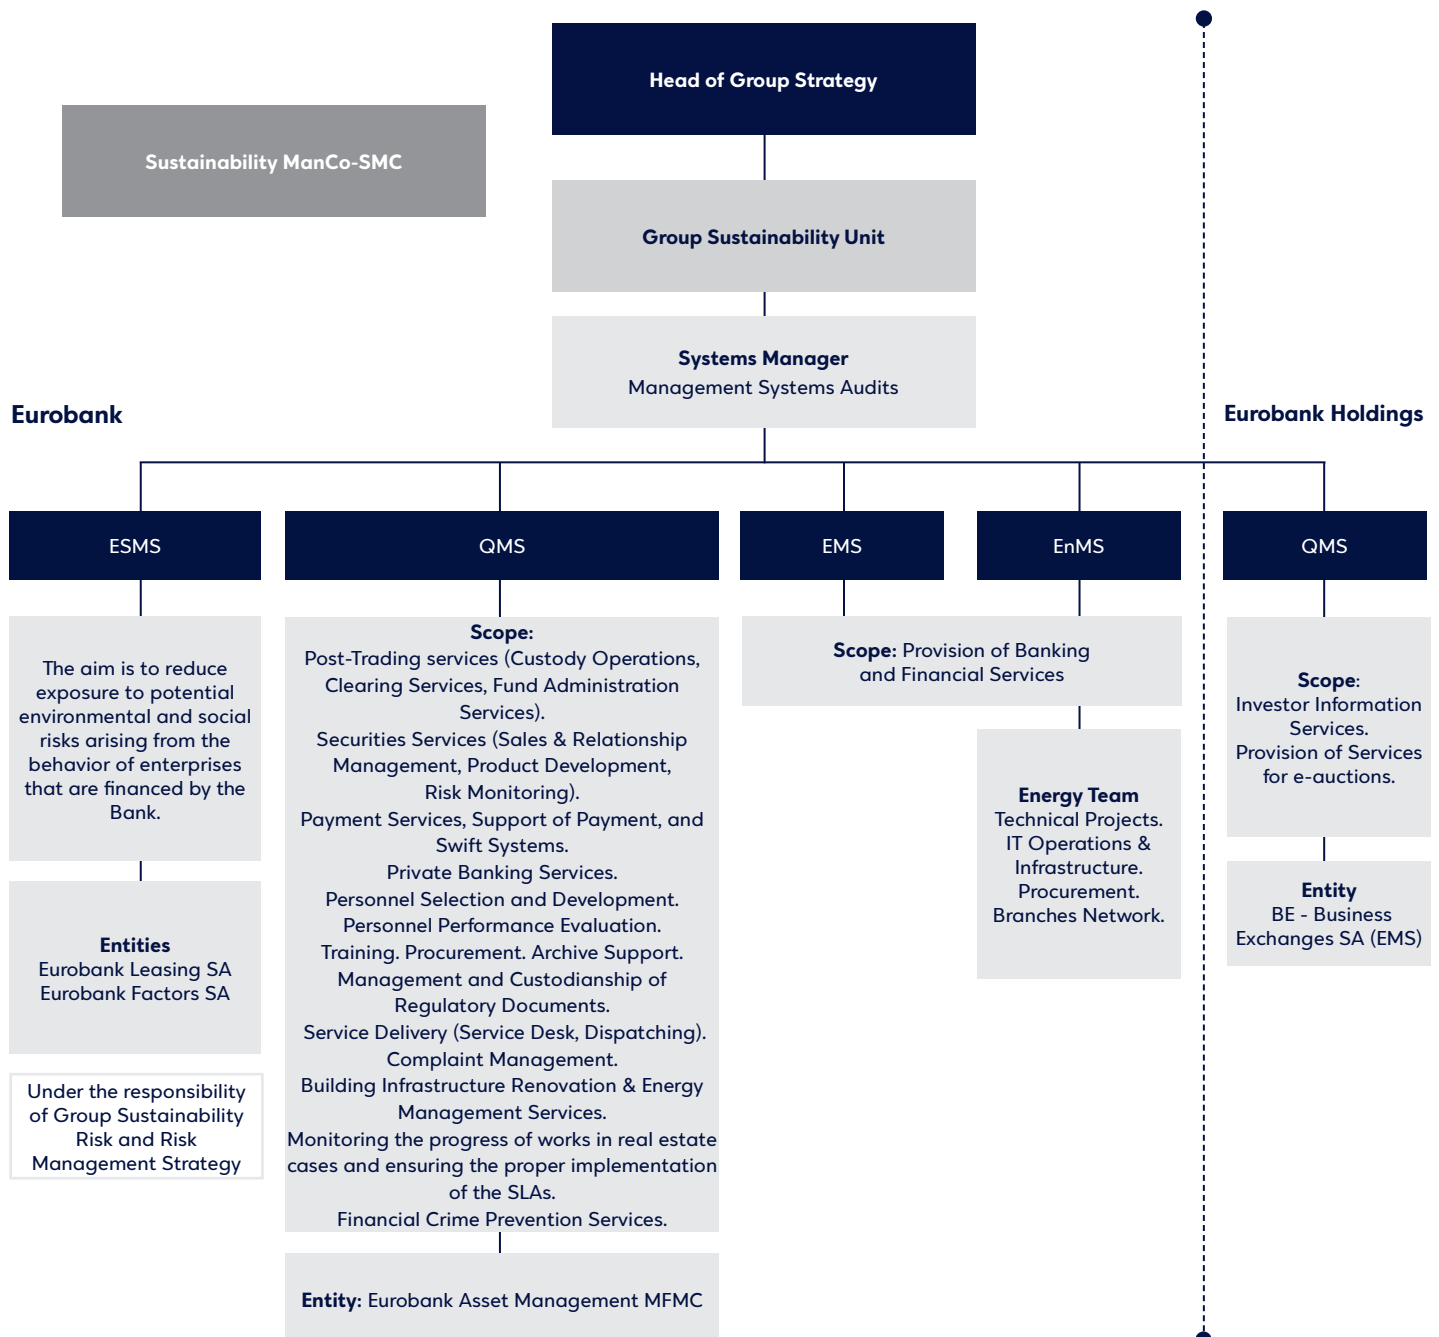 Head of Group Strategy
Sustainability ManCo-SMC
Group Sustainability Unit
Systems Manager
Management Systems Audits
Eurobank
Eurobank Holdings
ESMS
QMS
EMS
EnMS
QMS
The aim is to reduce
exposure to potential
environmental and social
risks arising from the
behavior of enterprises
that are financed by the
Bank.
Entities
Eurobank Leasing SA
Eurobank Factors SA
Under the responsibility
of Group Sustainability
Risk and Risk
Management Strategy
Scope:
Post-Trading services (Custody Operations,
Clearing Services, Fund Administration
Services).
Securities Services (Sales & Relationship
Management, Product Development,
Risk Monitoring).
Payment Services, Support of Payment, and
Swift Systems.
Private Banking Services.
Personnel Selection and Development.
Personnel Performance Evaluation.
Training. Procurement. Archive Support.
Management and Custodianship of
Regulatory Documents.
Service Delivery (Service Desk, Dispatching).
Complaint Management.
Building Infrastructure Renovation & Energy
Management Services.
Monitoring the progress of works in real estate
cases and ensuring the proper implementation
of the SLAs.
Financial Crime Prevention Services.
Entity: Eurobank Asset Management MFMC
Scope: Provision of Banking
and Financial Services
Energy Team
Technical Projects.
IT Operations &
Infrastructure.
Procurement.
Branches Network.
Scope:
Investor Information
Services.
Provision of Services
for e-auctions.
Entity
BE - Business
Exchanges SA (EMS)